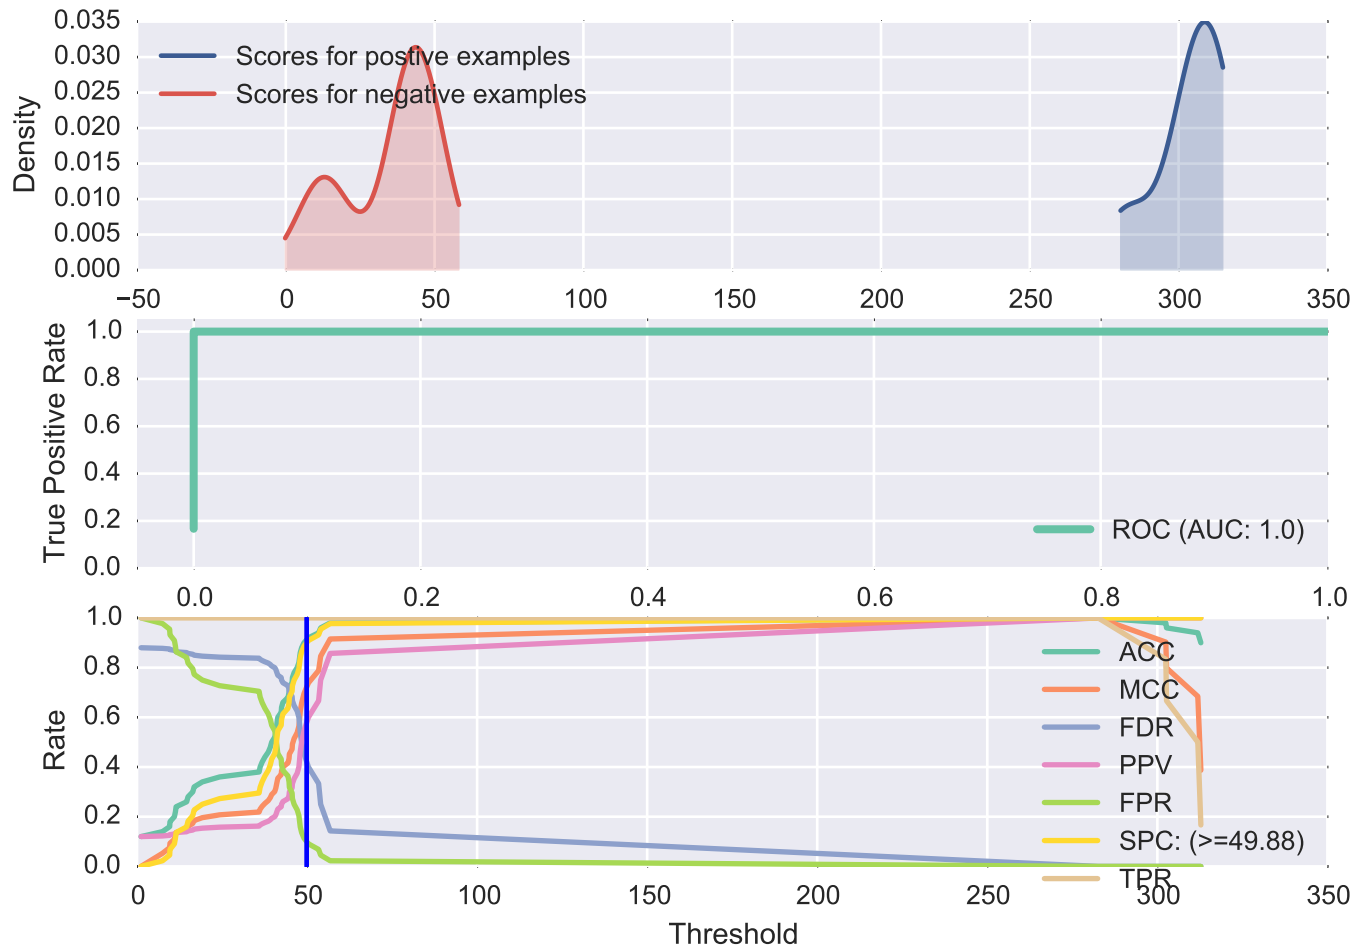 0.035
0.030
0.025
0.020
0.015
0.010
0.005
0.000
Density
Scores for postive examples
Scores for negative examples
−50 0 50 100 150 200 250 300 350
1.0
0.8
0.6
0.4
0.2
0.0
True Positive Rate
ROC (AUC: 1.0)
0.0 0.2 0.4 0.6 0.8 1.0
1.0
0.8
0.6
0.4
0.2
0.0
Rate
ACC
MCC
FDR
PPV
FPR
SPC: (>=49.88)
TPR
0 50 100 150 200 250 300 350
Threshold